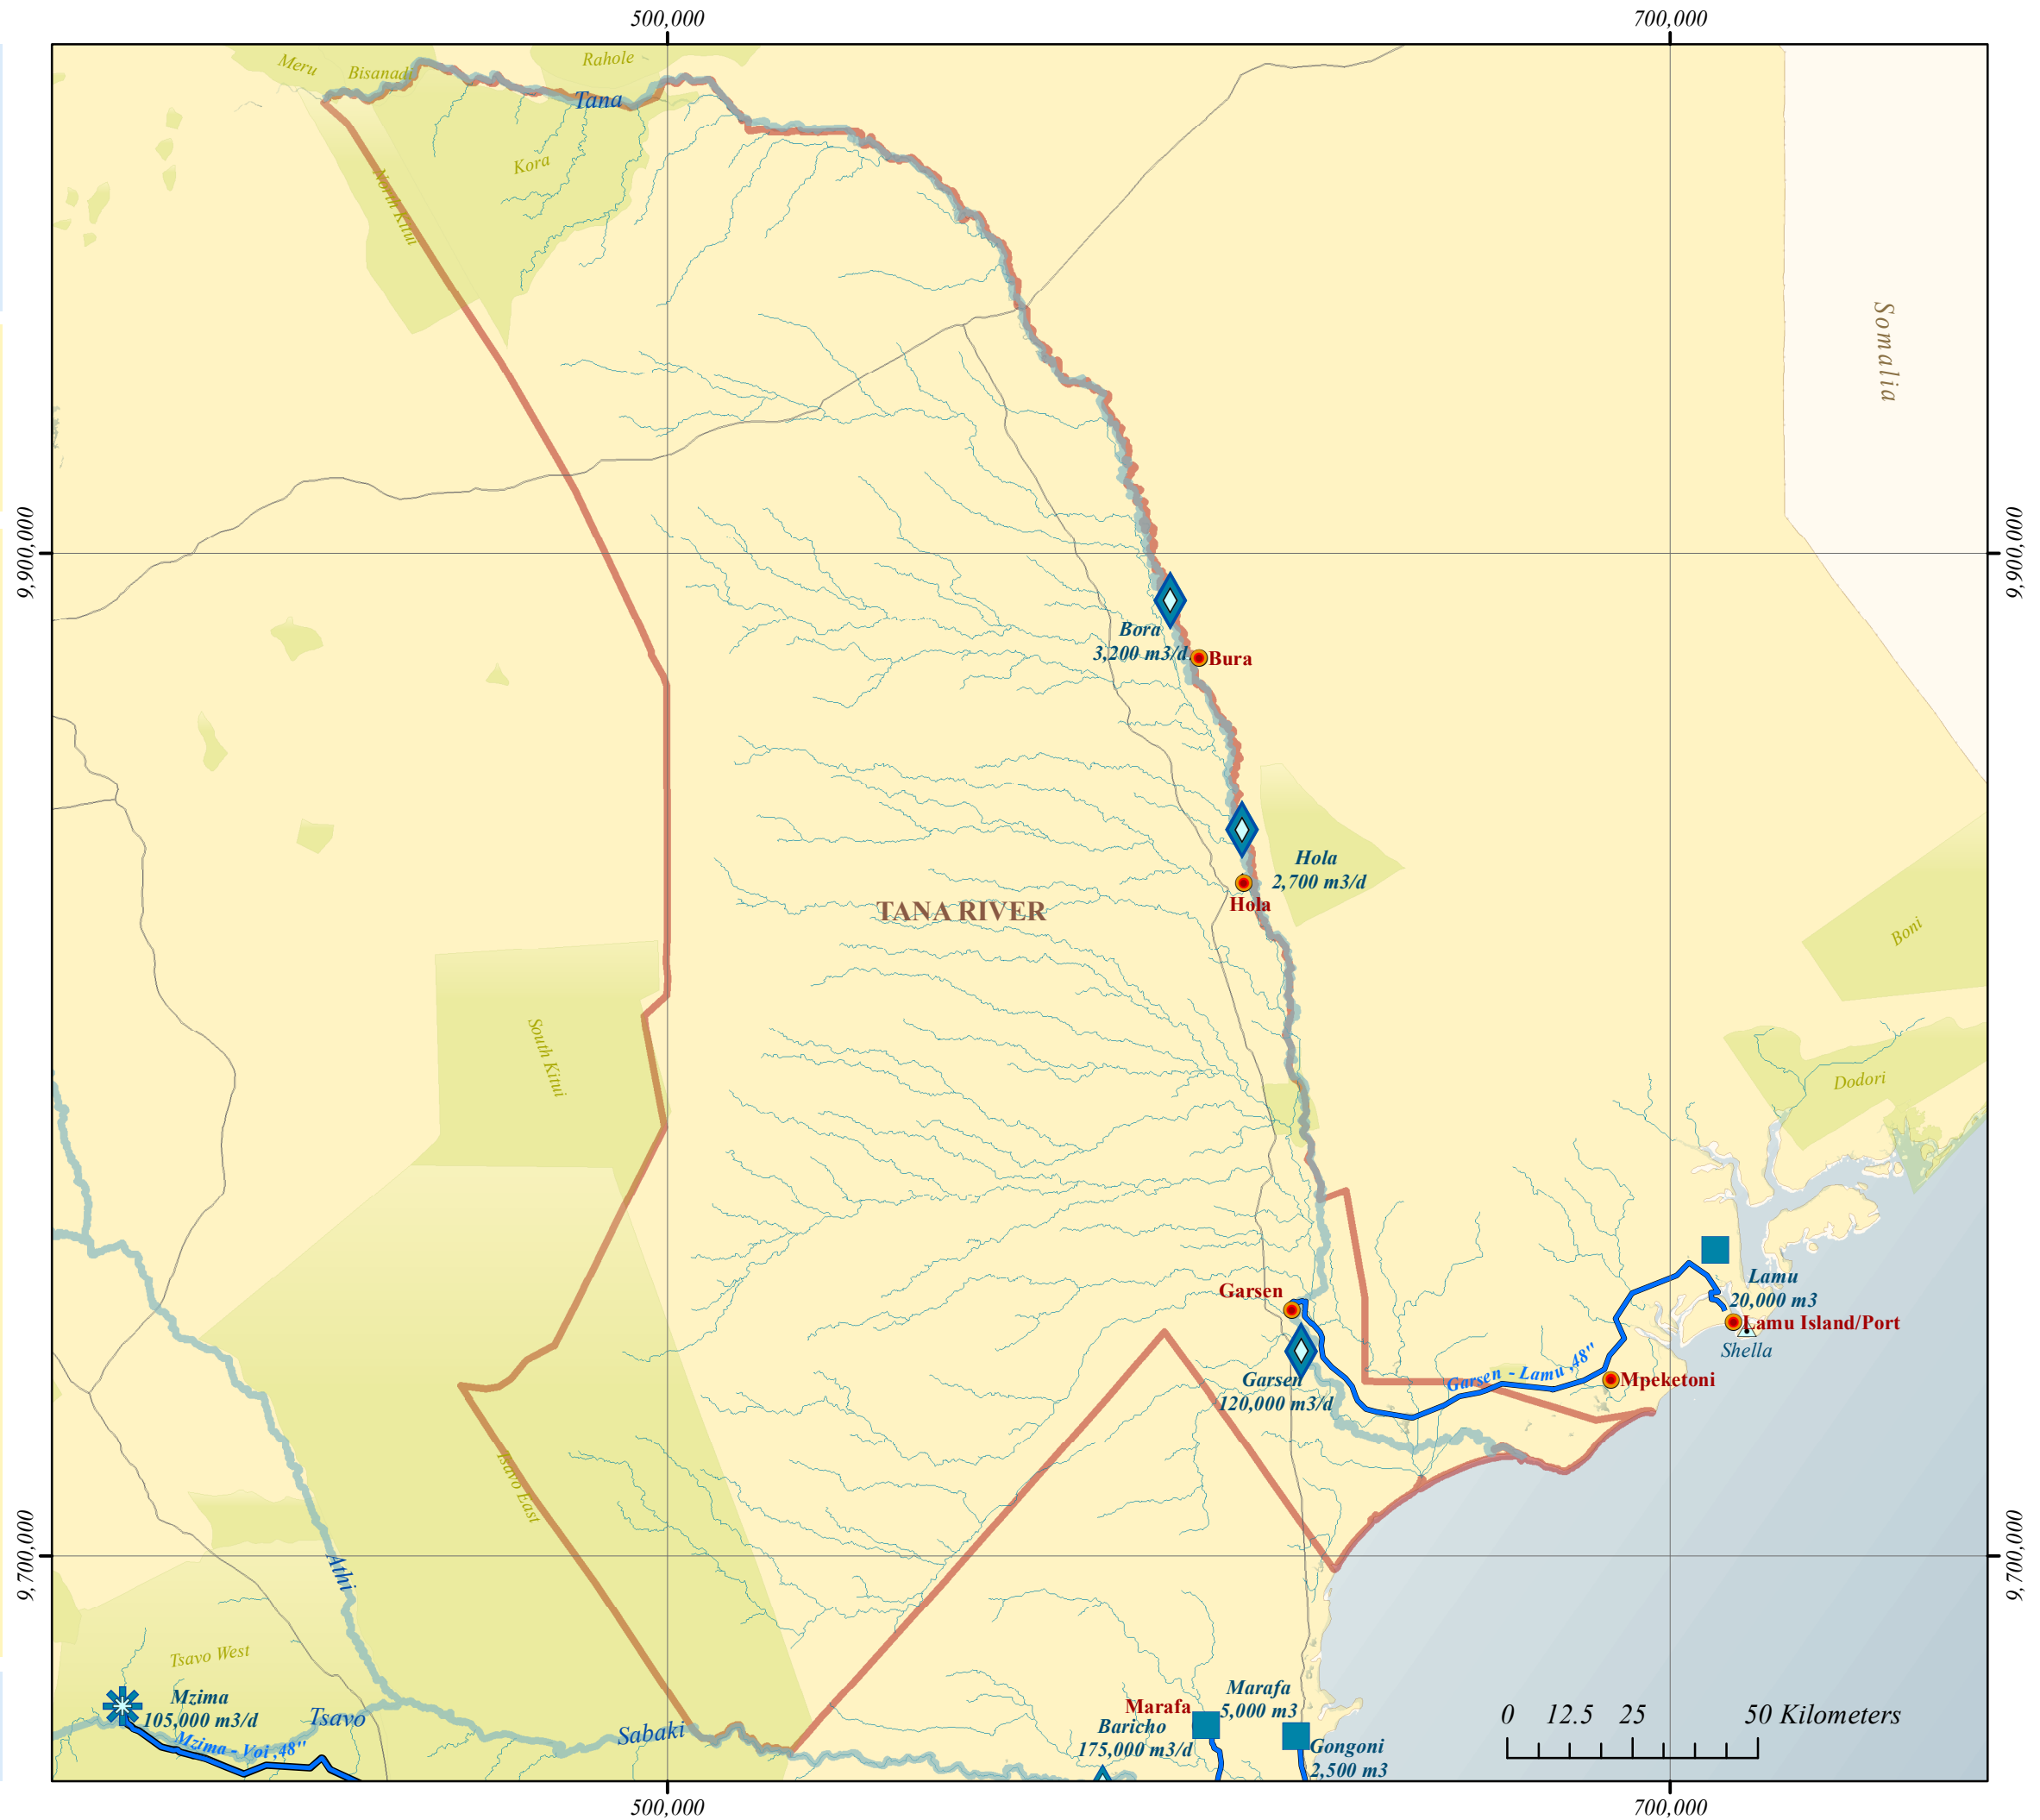 500,000
700,000
Meru
Bisanadi
Rahole
Tana
Kora
North Kitui
Somalia
9,900,000
9,900,000
Bora
3,200 m3/d
Bura
Hola
2,700 m3/d
Hola
TANA RIVER
Boni
South Kitui
Dodori
Garsen
Lamu
20,000 m3
Lamu Island/Port
Shella
Garsen - Lamu ,48"
Mpeketoni
Garsen
120,000 m3/d
Tsavo East
9,700,000
9,700,000
Athi
Tsavo West
Mzima
105,000 m3/d
Tsavo
Mzima - Voi ,48"
Sabaki
Marafa
Marafa
5,000 m3
Baricho
175,000 m3/d
Gongoni
2,500 m3
0 12.5 25 50 Kilometers
500,000
700,000